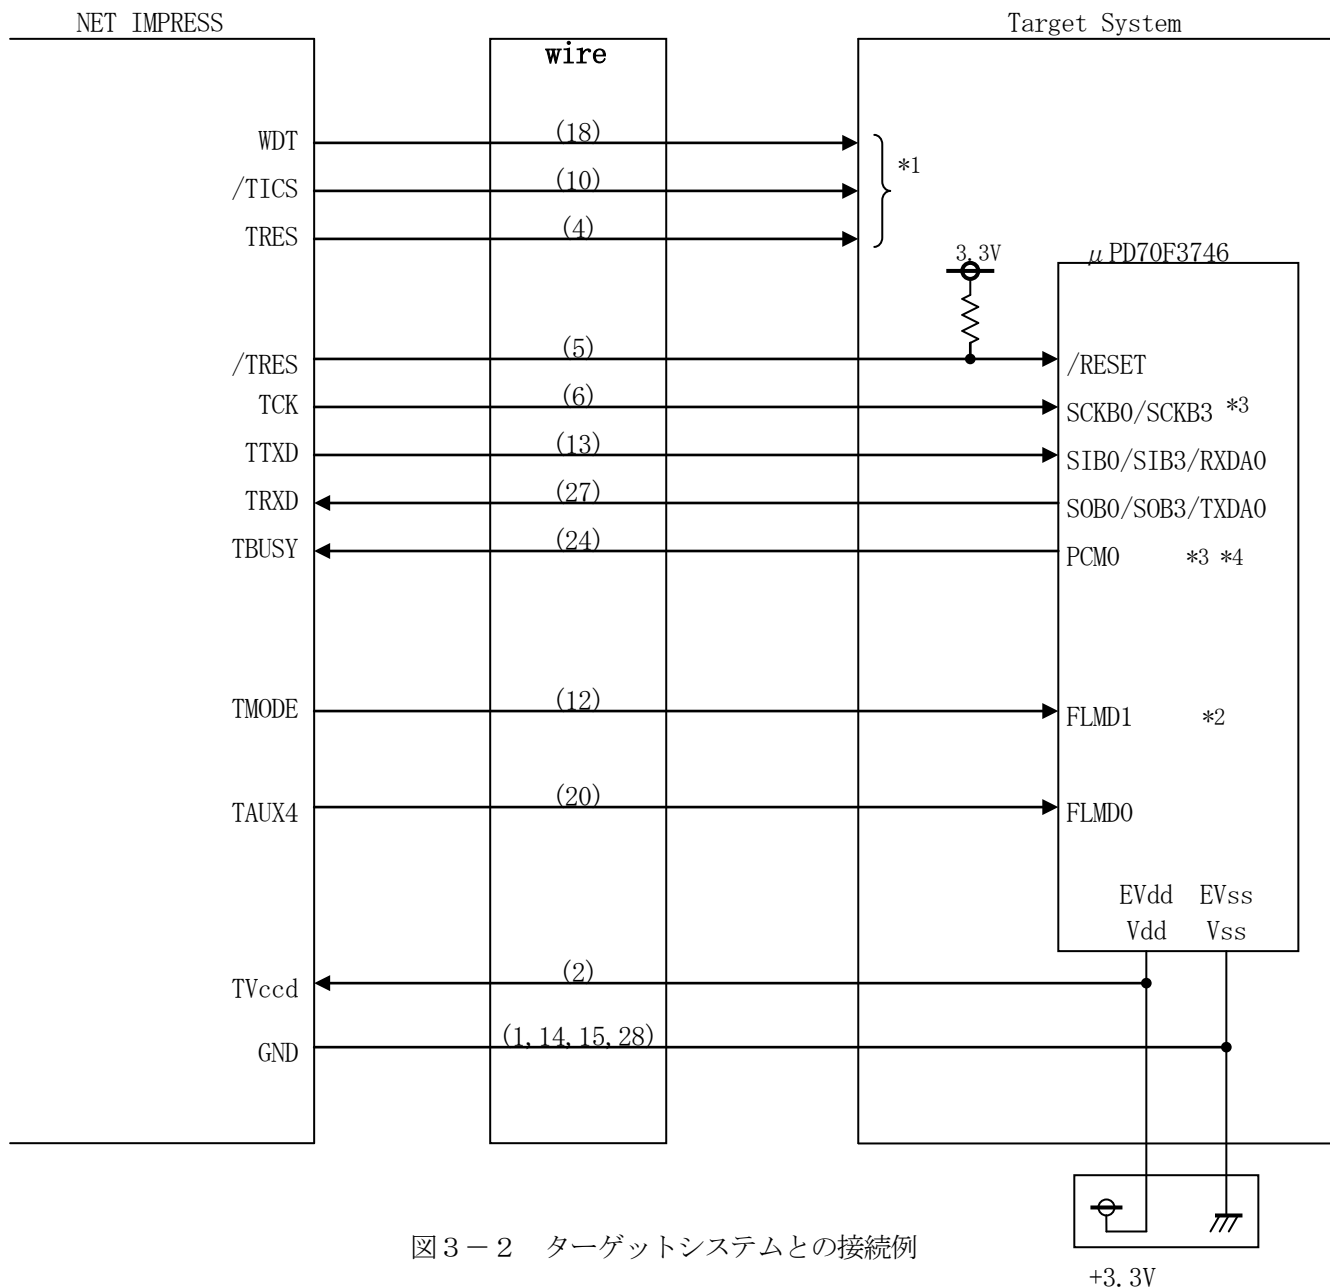 NET IMPRESS
Target System
wire
WDT (18)
/TICS (10) *1
TRES (4)
3.3V μPD70F3746
/TRES (5) /RESET
TCK (6) SCKB0/SCKB3 *3
TTXD (13) SIB0/SIB3/RXDA0
TRXD (27) SOB0/SOB3/TXDA0
TBUSY (24) PCM0 *3 *4
TMODE (12) FLMD1 *2
TAUX4 (20) FLMD0
EVdd EVss
Vdd Vss
TVccd (2)
GND (1,14,15,28)
図3-2 ターゲットシステムとの接続例
+3.3V